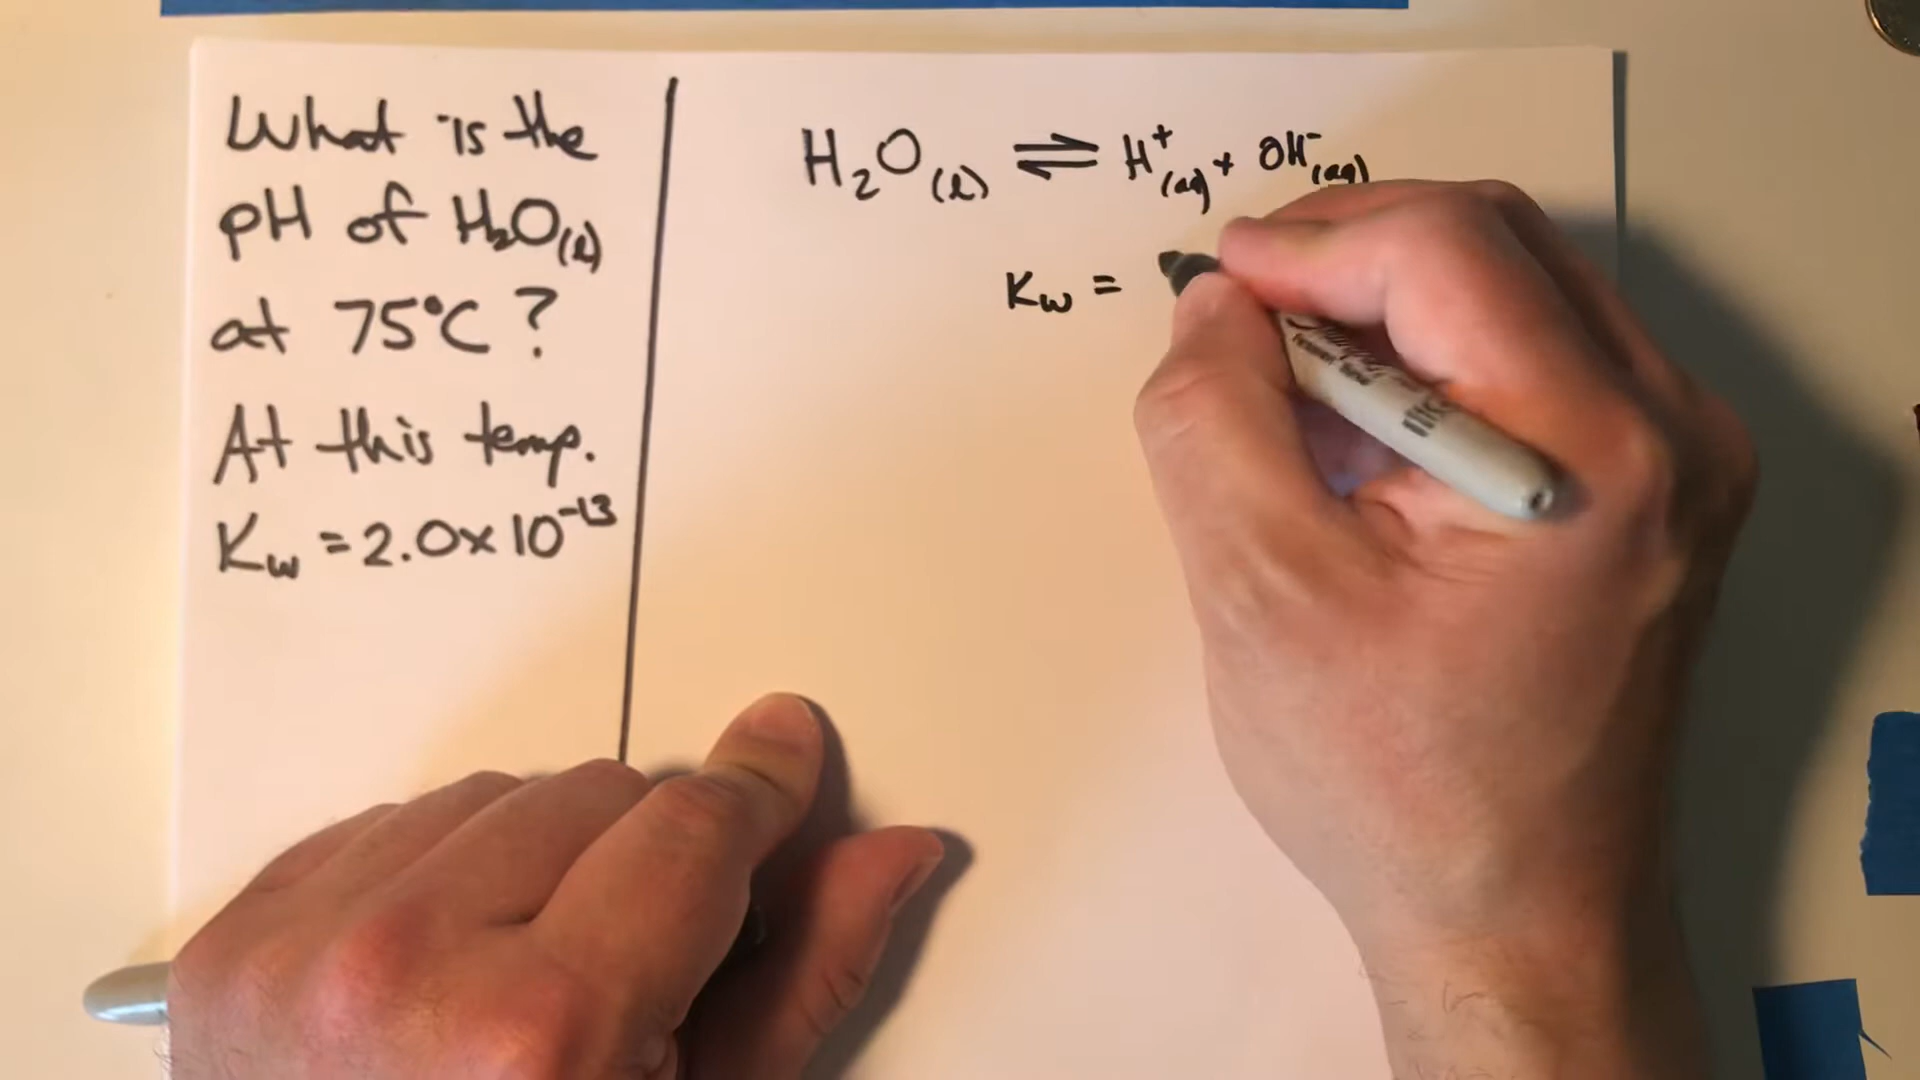 What is the
pH of H₂O(l)
at 75°C?
At this temp.
Kw = 2.0 x 10⁻¹³
H₂O(l) ⇌ H⁺(aq) + OH⁻(aq)
Kw =